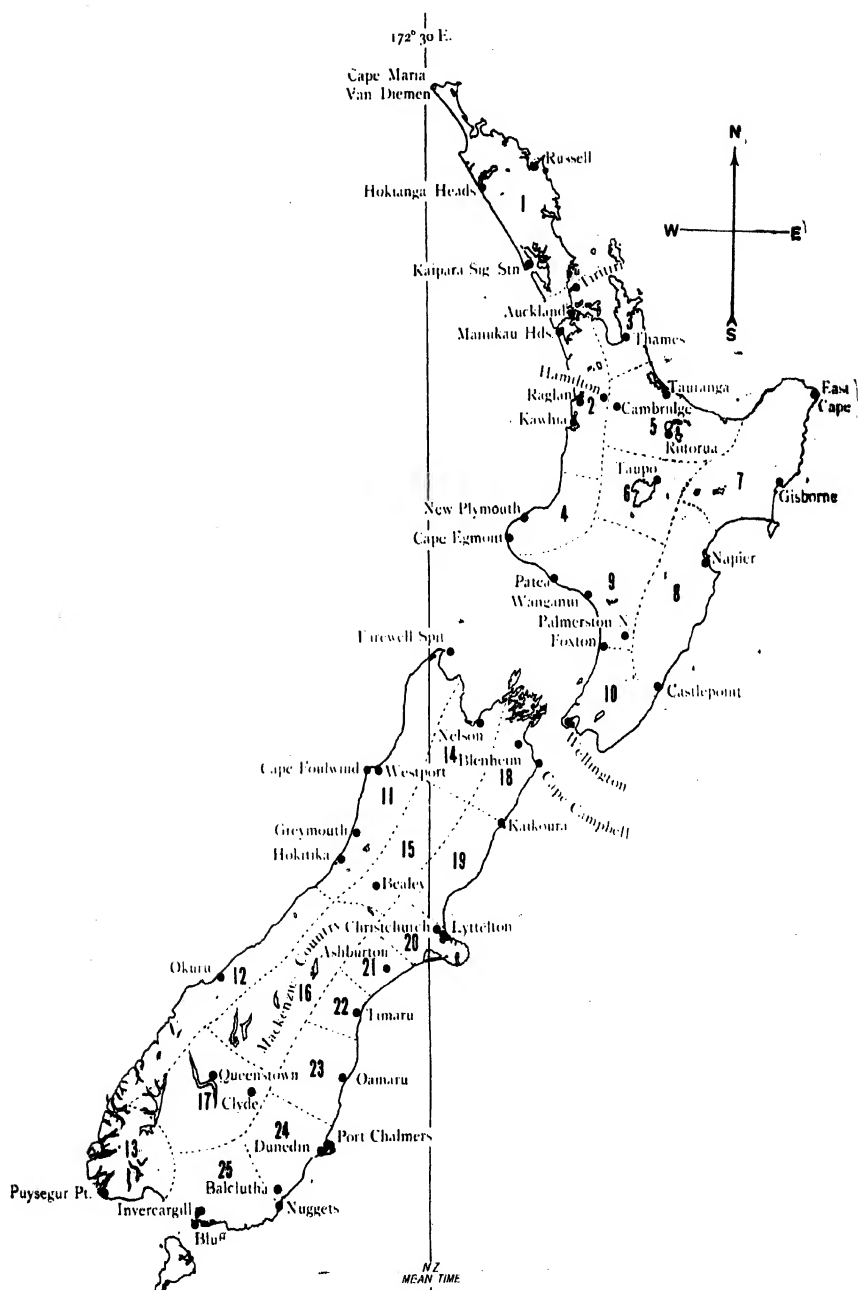 172° 30 E.
Cape Maria
Van Diemen
N
Russell
Hokianga Heads
1
W
E
Kaipara Sig Stn
Tiritiri
Auckland
3
S
Manukau Hds.
Thames
Hamilton
Tauranga
East
Cape
Raglan
2
Cambridge
Kawhia
5
Rotorua
Taupo
7
6
Gisborne
New Plymouth
4
Cape Egmont
Napier
Patea
9
8
Wanganui
Palmerston N
Farewell Spit
Foxton
10
Castlepoint
Nelson
Wellington
14
Blenheim
Cape Foulwind
Westport
18
Cape Campbell
11
Greymouth
Kaikoura
Hokitika
15
19
Bealey
Christchurch
Lyttelton
20
Mackenzie Country
Ashburton
21
Okuru
12
16
22
Timaru
Queenstown
23
Oamaru
17
Clyde
24
Port Chalmers
Dunedin
13
25
Puysegur Pt.
Balclutha
Invercargill
Nuggets
Bluff
N Z
MEAN TIME